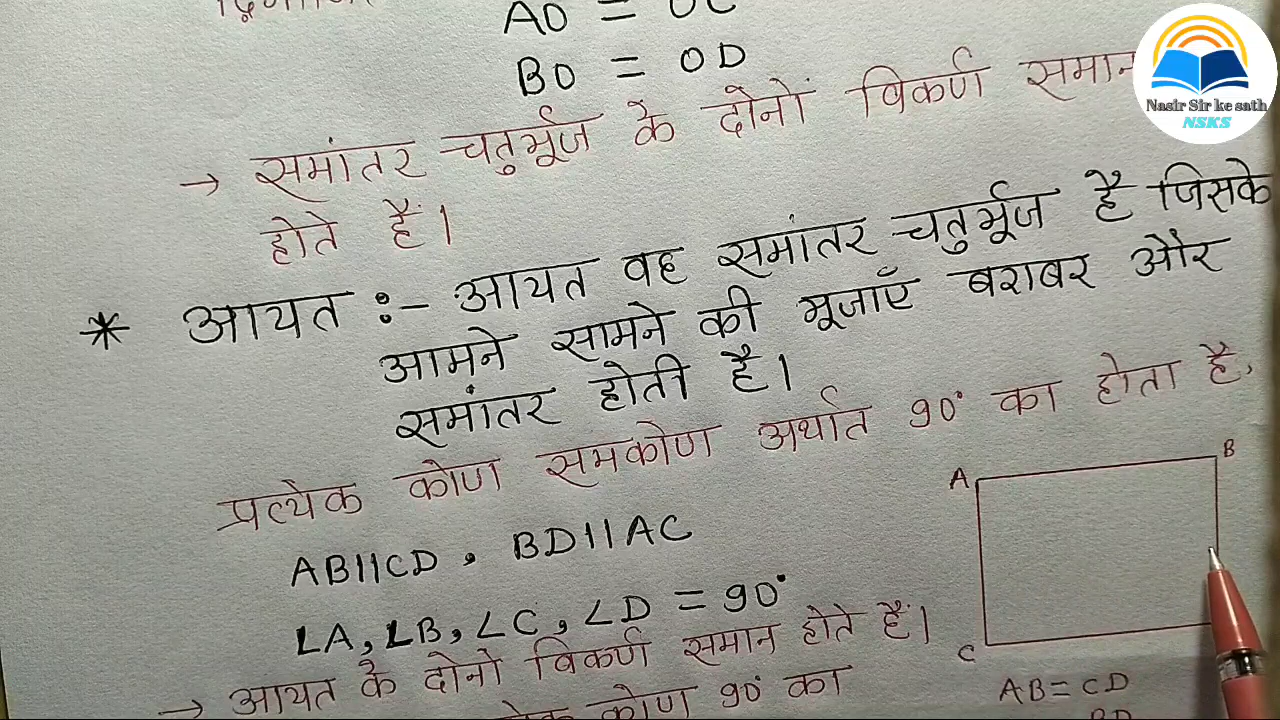 AO = OC
BO = OD
→ समांतर चतुर्भूज के दोनों विकर्ण समान
होते हैं।
* आयत :- आयत वह समांतर चतुर्भूज है जिसके
आमने सामने की भूजाएँ बराबर और
समांतर होती है।
प्रत्येक कोण समकोण अर्थात 90° का होता है,
AB||CD, BD||AC
∠A, ∠B, ∠C, ∠D = 90°
→ आयत के दोनो विकर्ण समान होते हैं।
कोण 90° का
A
B
C
AB = CD
BD
Nasir Sir ke sath
NSKS